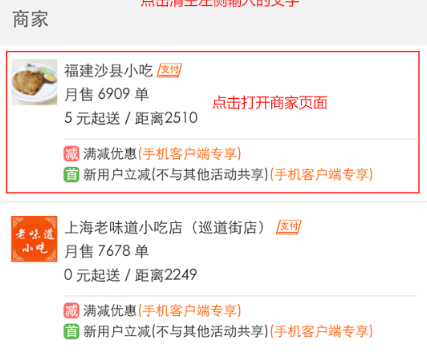 点击清空左侧输入的文字
商家
福建沙县小吃 支付
月售 6909 单
点击打开商家页面
5 元起送 / 距离2510
减 满减优惠(手机客户端专享)
首 新用户立减(不与其他活动共享)(手机客户端专享)
老味道
小吃
上海老味道小吃店（巡道街店） 支付
月售 7678 单
0 元起送 / 距离2249
减 满减优惠(手机客户端专享)
首 新用户立减(不与其他活动共享)(手机客户端专享)